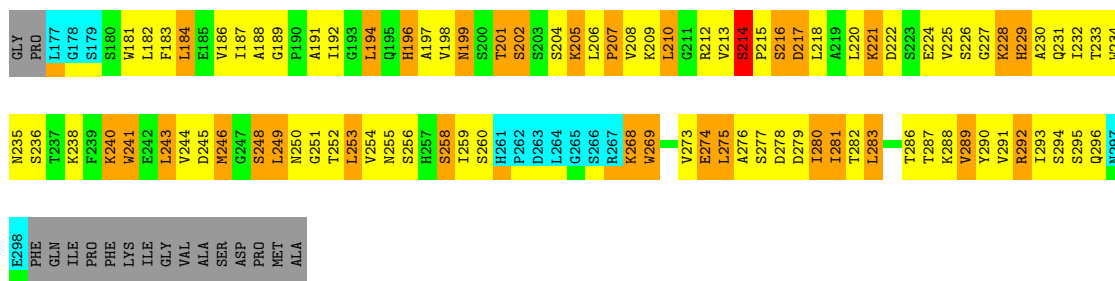 GLY PRO L177 G178 S179 S180 W181 L182 F183 L184 E185 V186 I187 A188 G189 P190 A191 I192 G193 L194 Q195 H196 A197 V198 N199 S200 T201 S202 S203 S204 K205 L206 P207 V208 K209 L210 G211 R212 V213 S214 P215 S216 D217 L218 A219 L220 K221 D222 S223 E224 V225 S226 G227 K228 H229 A230 Q231 I232 T233 W234
N235 S236 T237 K238 F239 K240 W241 E242 L243 V244 D245 M246 G247 S248 L249 N250 G251 T252 L253 V254 N255 S256 H257 S258 I259 S260 H261 P262 D263 L264 G265 S266 R267 K268 W269 V273 E274 L275 A276 S277 D278 D279 I280 I281 T282 L283 T286 T287 K288 V289 Y290 V291 R292 I293 S294 S295 Q296 N297
E298 PHE GLN ILE PRO PHE LYS ILE GLY VAL ALA SER ASP PRO MET ALA